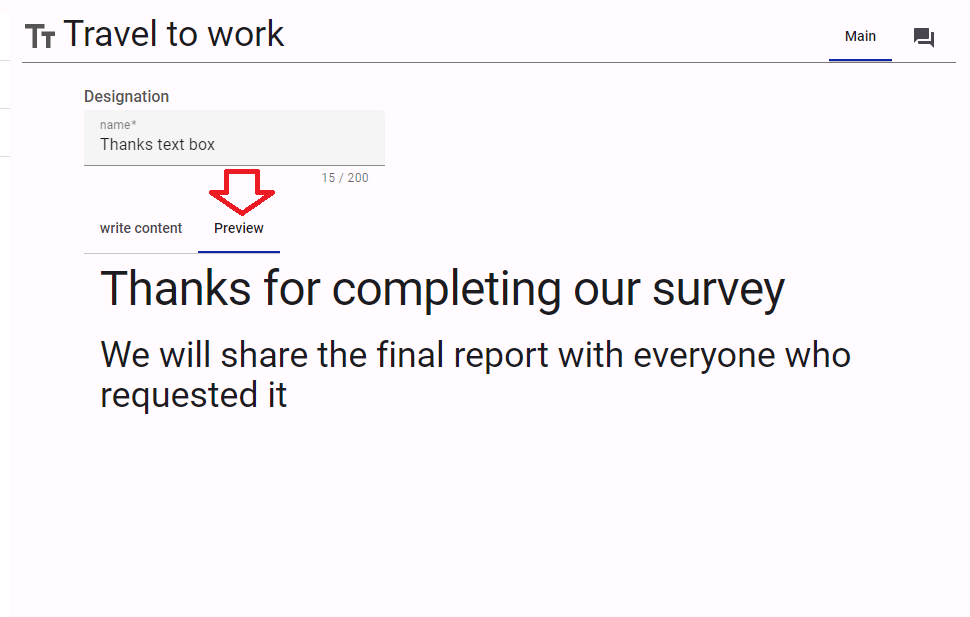 Travel to work
Main
Designation
name*
Thanks text box
15 / 200
write content
Preview
Thanks for completing our survey
We will share the final report with everyone who
requested it